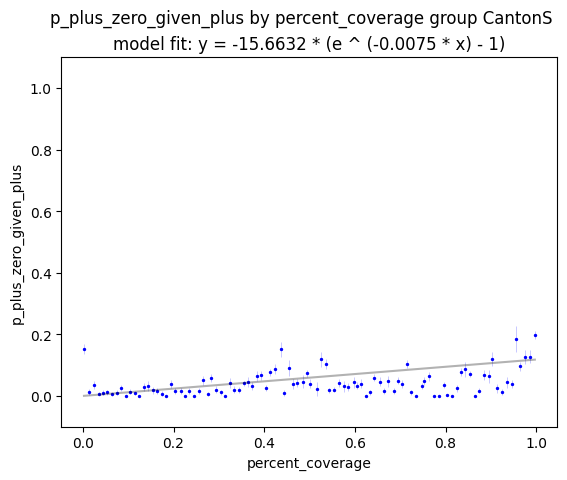 p_plus_zero_given_plus by percent_coverage group CantonS
model fit: y = -15.6632 * (e ^ (-0.0075 * x) - 1)
1.0
0.8
0.6
0.4
0.2
0.0
p_plus_zero_given_plus
0.0 0.2 0.4 0.6 0.8 1.0
percent_coverage